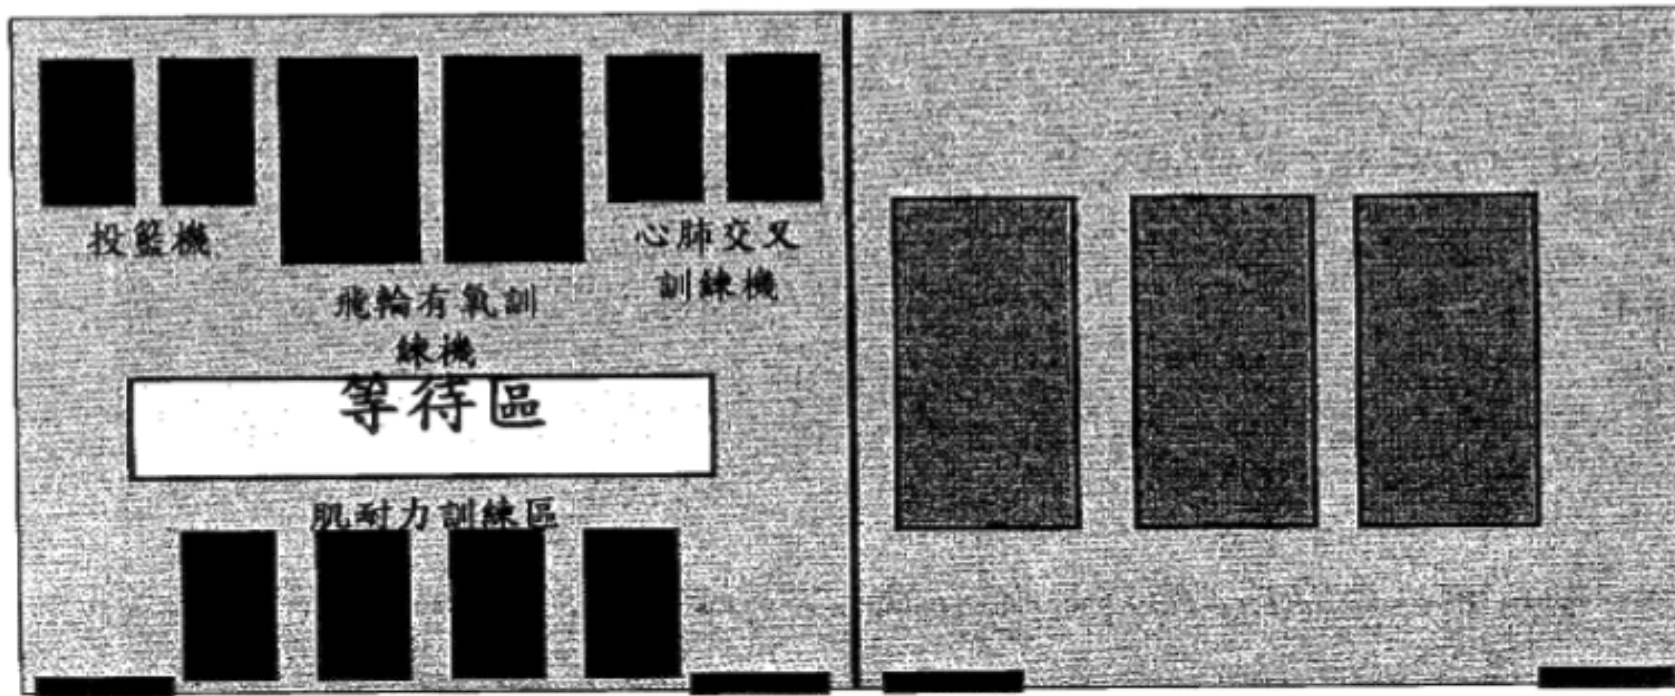 投籃機
心肺交叉
訓練機
飛輪有氧訓
練機
等待區
肌耐力訓練區